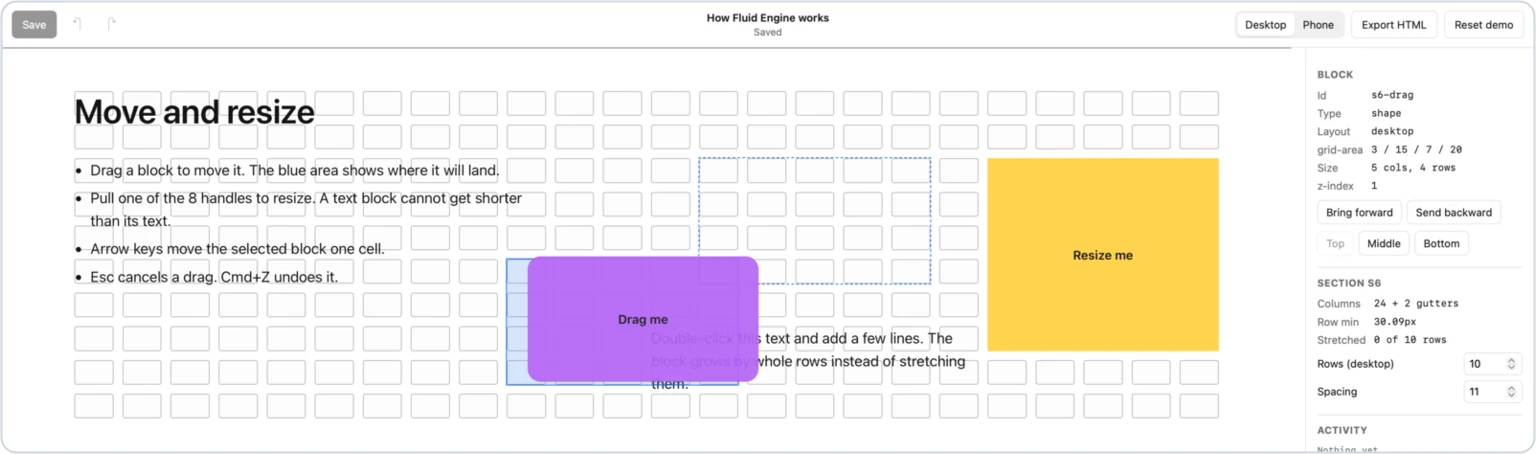 Save
How Fluid Engine works
Saved
Desktop
Phone
Export HTML
Reset demo
Move and resize
• Drag a block to move it. The blue area shows where it will land.
• Pull one of the 8 handles to resize. A text block cannot get shorter
than its text.
• Arrow keys move the selected block one cell.
• Esc cancels a drag. Cmd+Z undoes it.
Drag me
Double-click this text and add a few lines. The
block grows by whole rows instead of stretching
them.
Resize me
BLOCK
Id s6-drag
Type shape
Layout desktop
grid-area 3 / 15 / 7 / 20
Size 5 cols, 4 rows
z-index 1
Bring forward
Send backward
Top
Middle
Bottom
SECTION S6
Columns 24 + 2 gutters
Row min 30.09px
Stretched 0 of 10 rows
Rows (desktop) 10
Spacing 11
ACTIVITY
Nothing yet